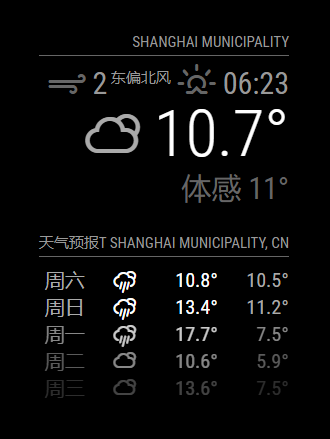 SHANGHAI MUNICIPALITY
2 东偏北风 06:23
10.7°
体感 11°
天气预报T SHANGHAI MUNICIPALITY, CN
周六 10.8° 10.5°
周日 13.4° 11.2°
周一 17.7° 7.5°
周二 10.6° 5.9°
周三 13.6° 7.5°